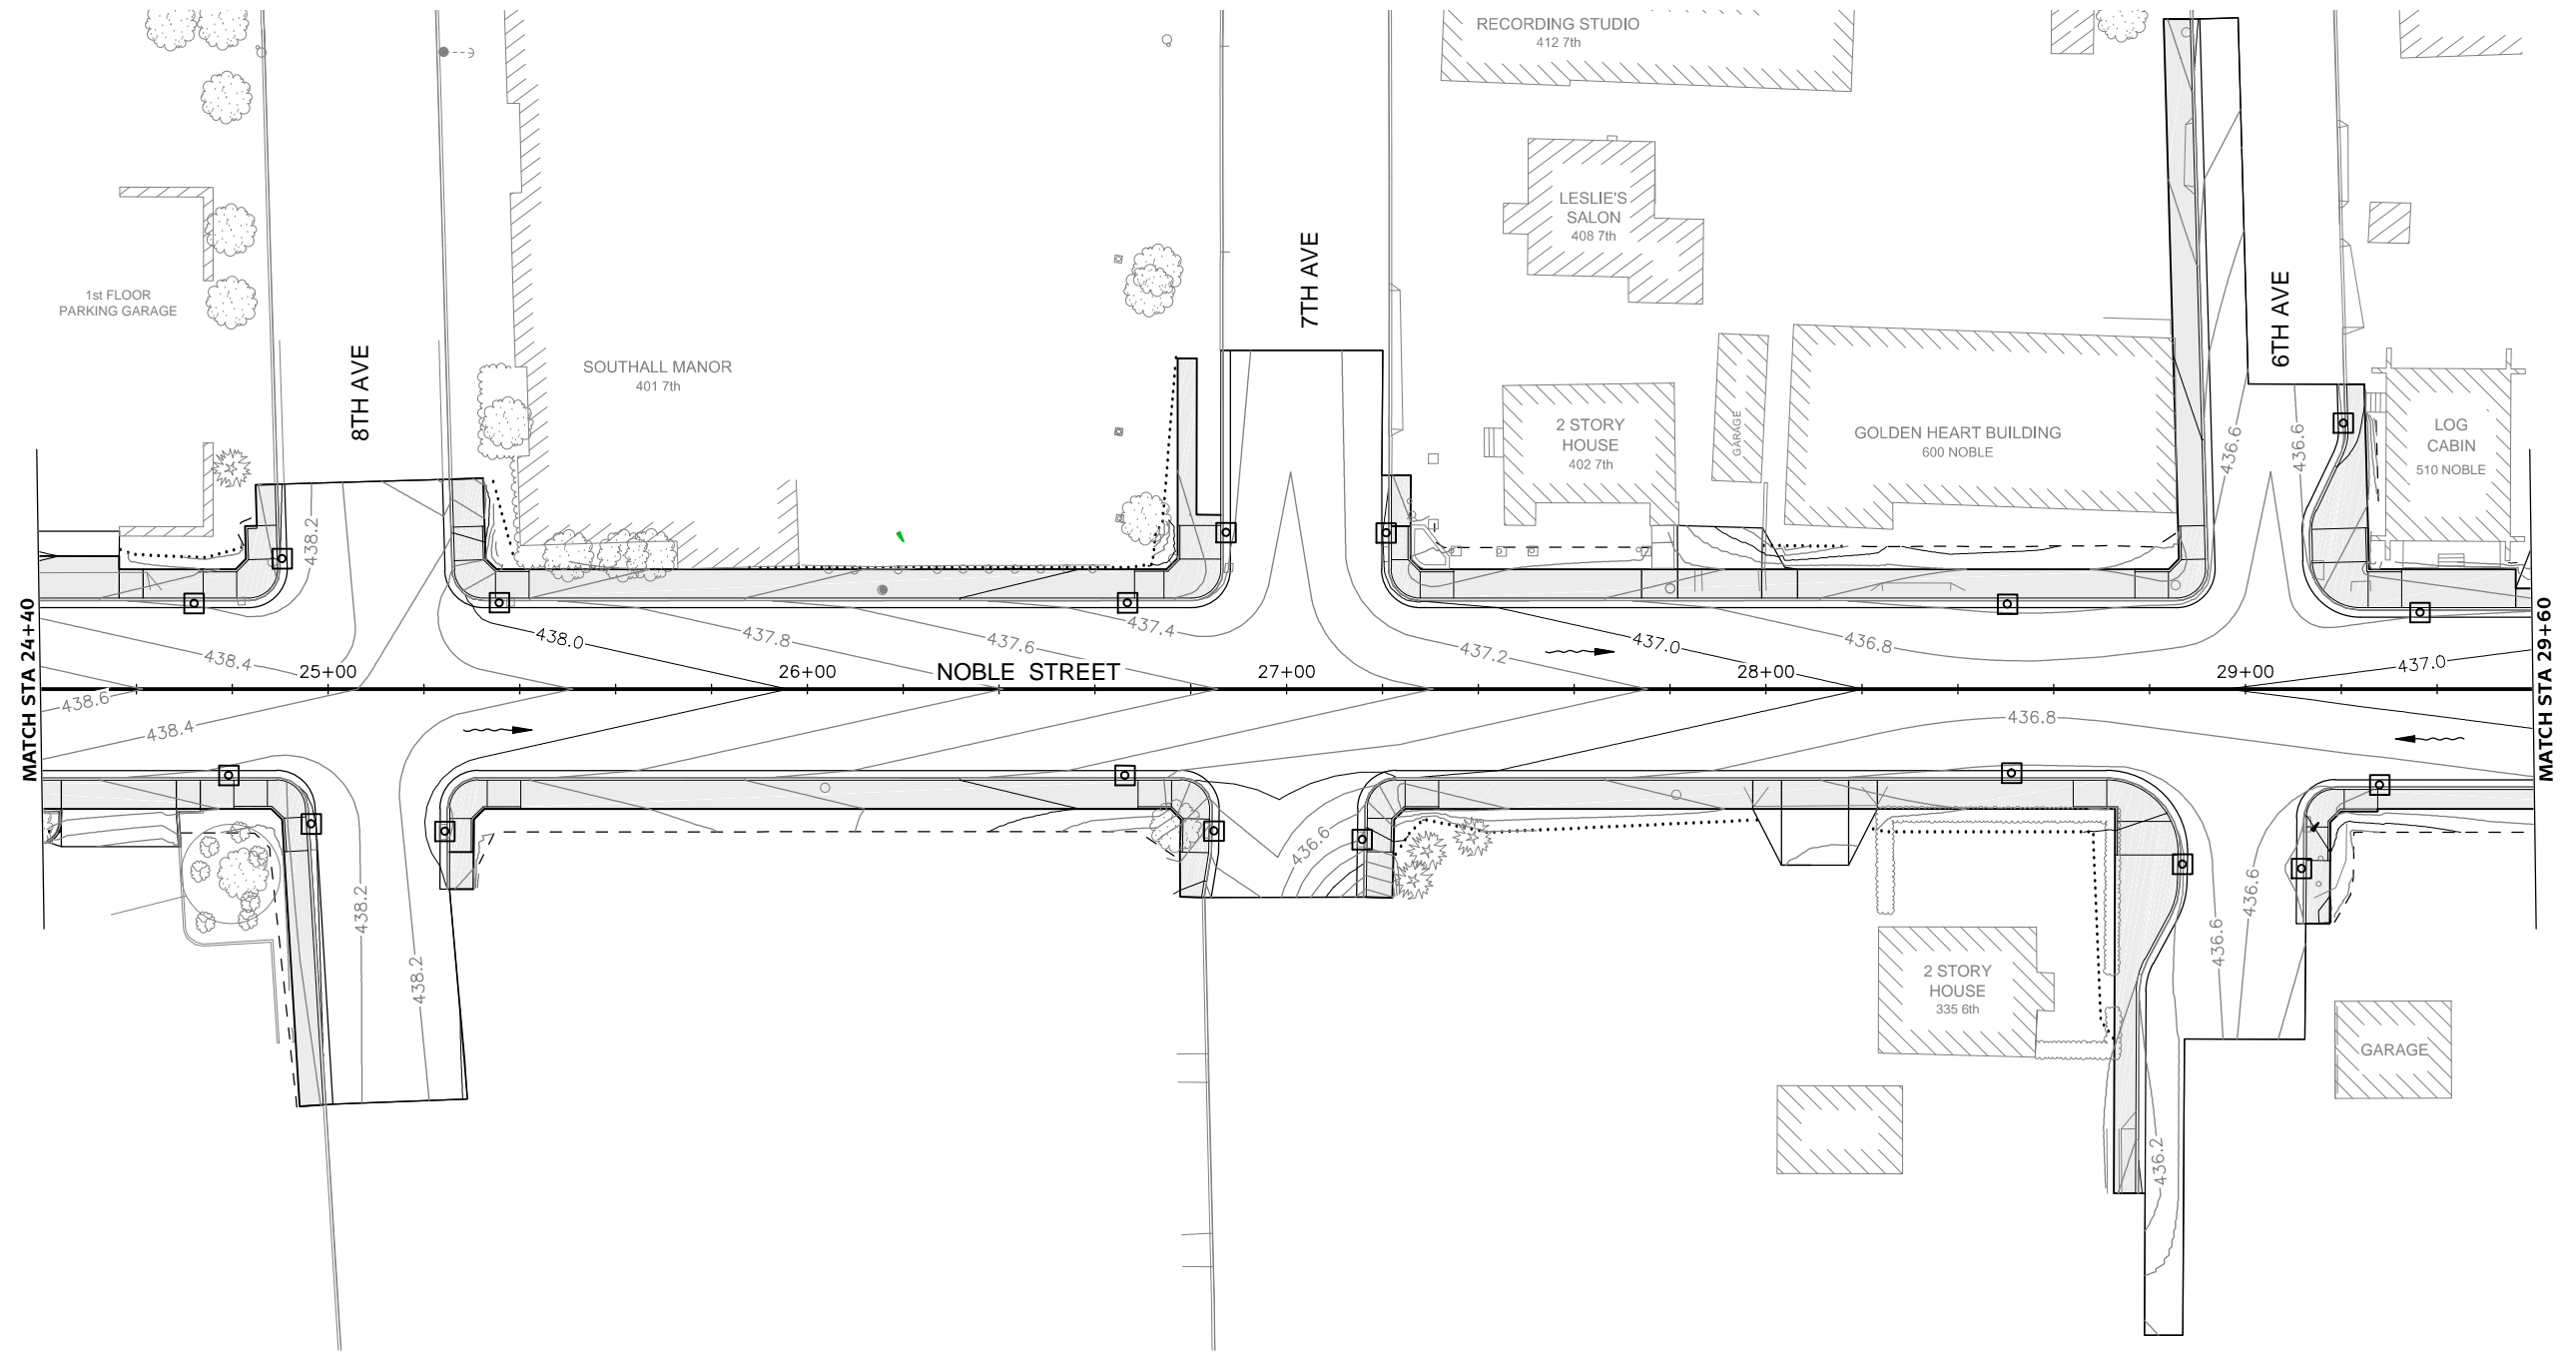 RECORDING STUDIO
412 7th
LESLIE'S
SALON
408 7th
7TH AVE
6TH AVE
1st FLOOR
PARKING GARAGE
8TH AVE
SOUTHALL MANOR
401 7th
2 STORY
HOUSE
402 7th
GARAGE
GOLDEN HEART BUILDING
600 NOBLE
LOG
CABIN
510 NOBLE
436.6
436.6
438.2
MATCH STA 24+40
438.0
437.8
437.6
437.4
437.2
437.0
436.8
437.0
438.4
25+00
26+00
NOBLE STREET
27+00
28+00
29+00
MATCH STA 29+60
438.6
438.4
436.8
436.6
438.2
438.2
436.6
436.6
2 STORY
HOUSE
335 6th
GARAGE
436.2